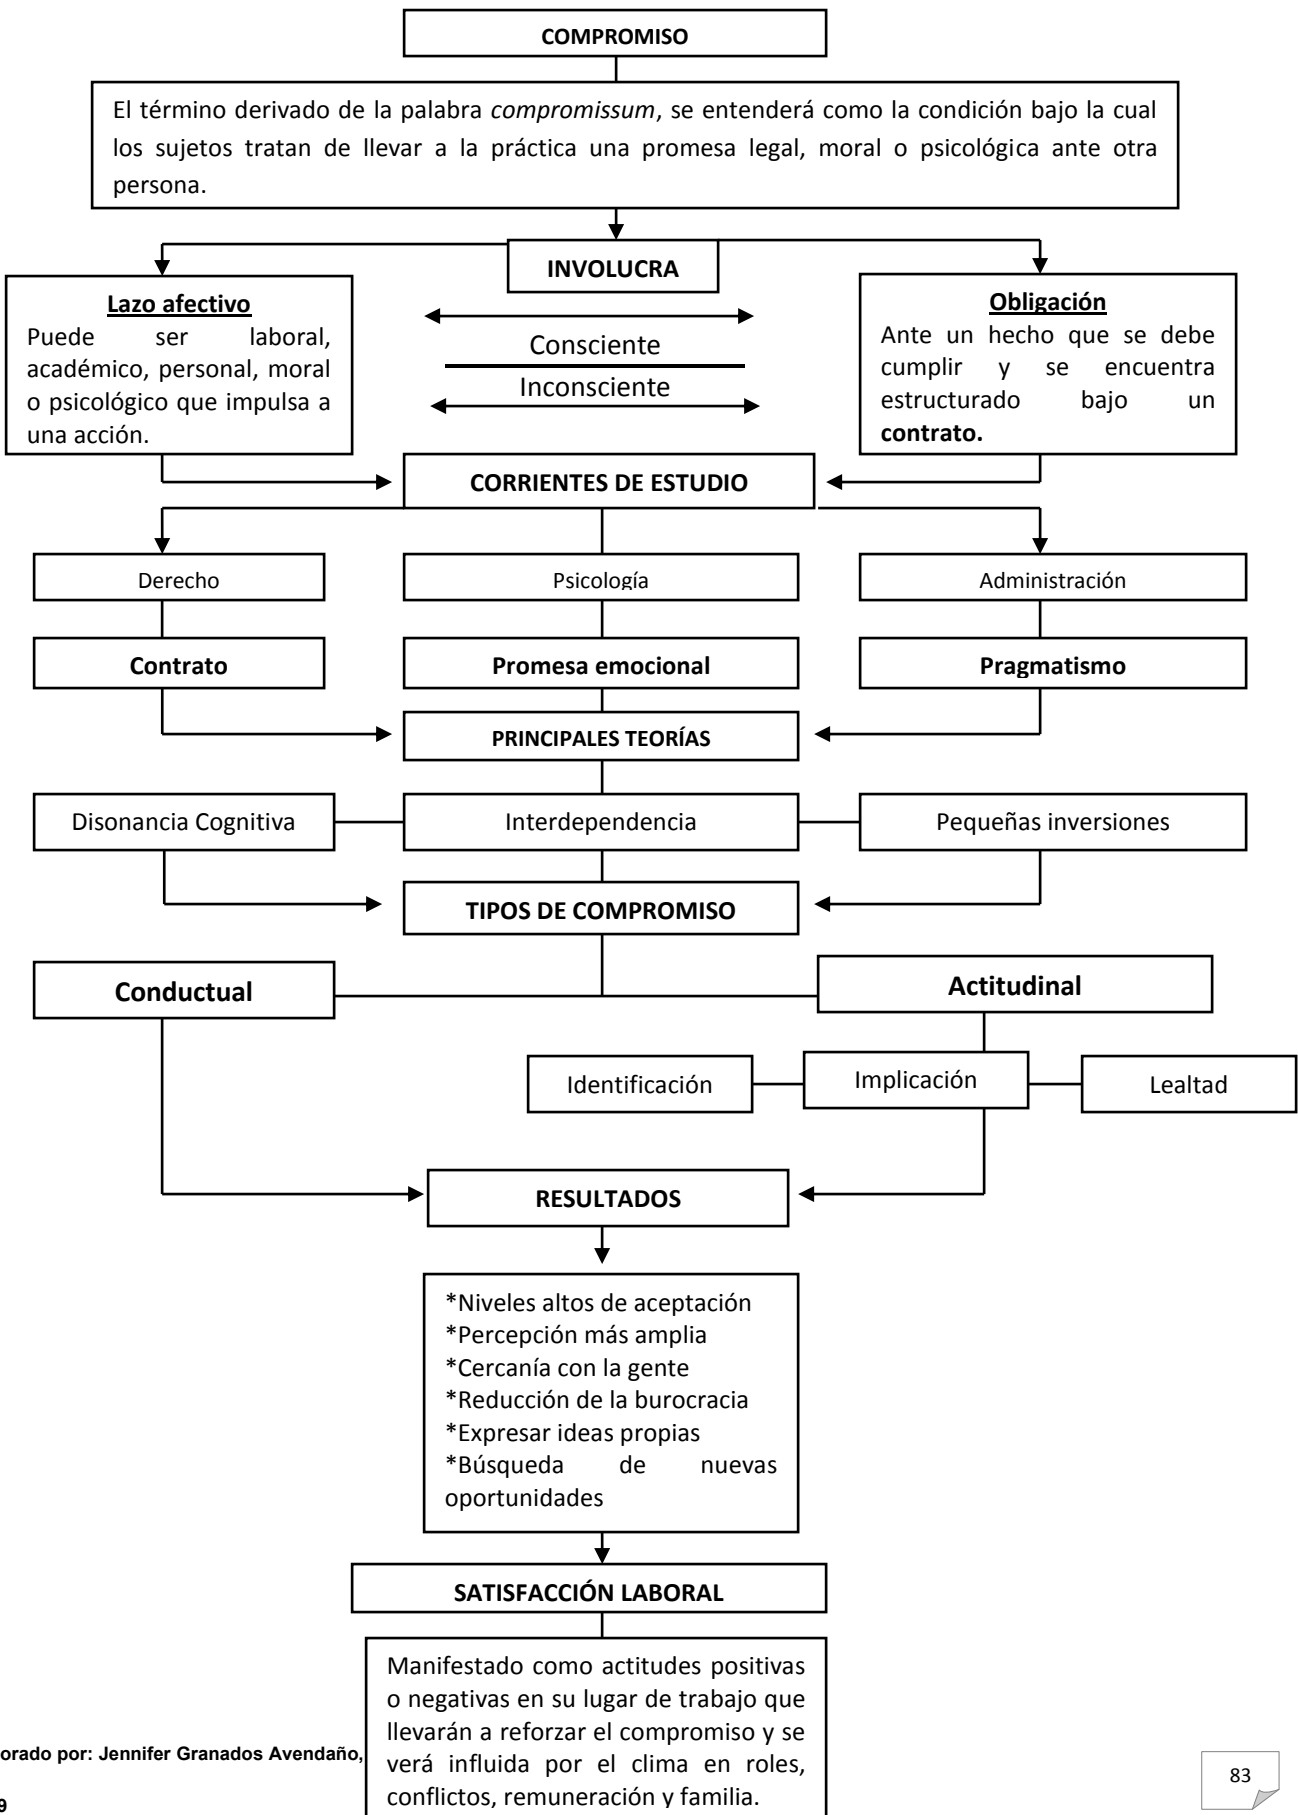 COMPROMISO
El término derivado de la palabra compromissum, se entenderá como la condición bajo la cual
los sujetos tratan de llevar a la práctica una promesa legal, moral o psicológica ante otra
persona.
INVOLUCRA
Lazo afectivo
Puede ser laboral,
académico, personal, moral
o psicológico que impulsa a
una acción.
Consciente
Inconsciente
Obligación
Ante un hecho que se debe
cumplir y se encuentra
estructurado bajo un
contrato.
CORRIENTES DE ESTUDIO
Derecho
Psicología
Administración
Contrato
Promesa emocional
Pragmatismo
PRINCIPALES TEORÍAS
Disonancia Cognitiva
Interdependencia
Pequeñas inversiones
TIPOS DE COMPROMISO
Conductual
Actitudinal
Identificación
Implicación
Lealtad
RESULTADOS
*Niveles altos de aceptación
*Percepción más amplia
*Cercanía con la gente
*Reducción de la burocracia
*Expresar ideas propias
*Búsqueda de nuevas
oportunidades
SATISFACCIÓN LABORAL
Manifestado como actitudes positivas
o negativas en su lugar de trabajo que
llevarán a reforzar el compromiso y se
verá influida por el clima en roles,
conflictos, remuneración y familia.
orado por: Jennifer Granados Avendaño,
9
83